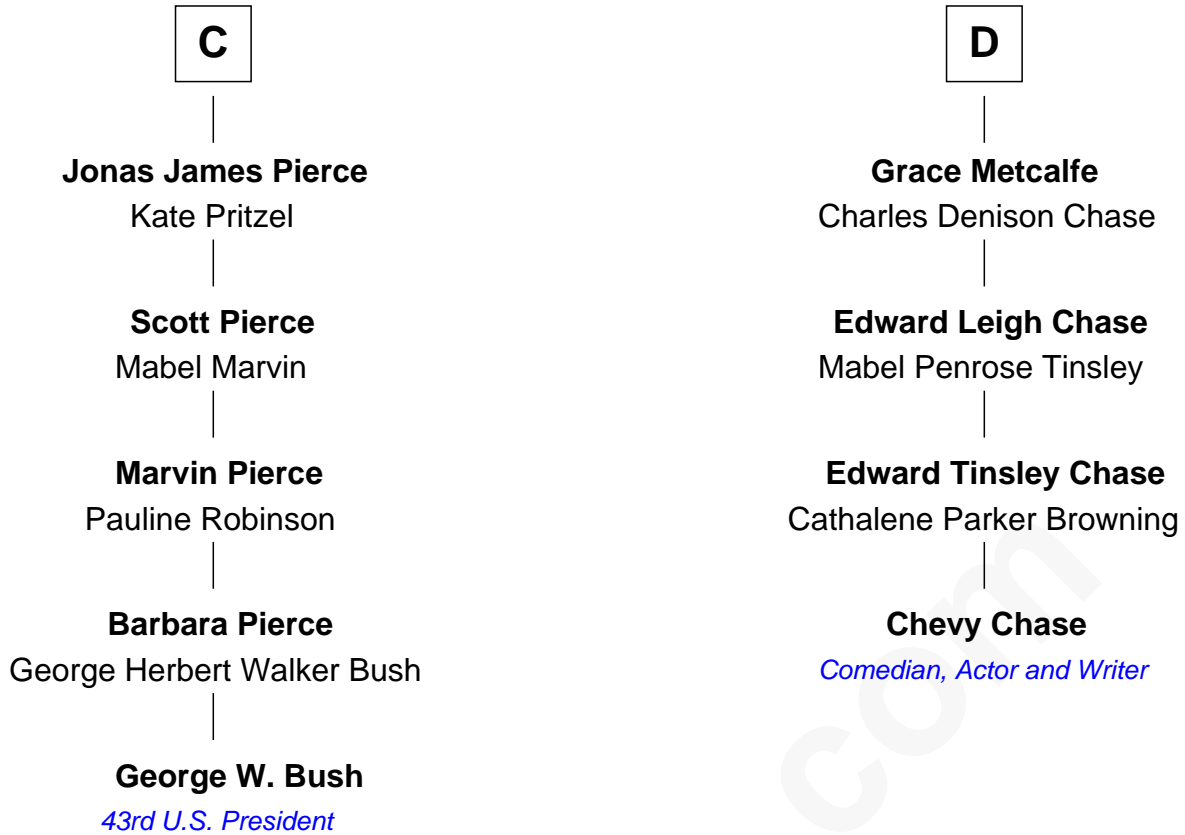 C
Jonas James Pierce
Kate Pritzel
Scott Pierce
Mabel Marvin
Marvin Pierce
Pauline Robinson
Barbara Pierce
George Herbert Walker Bush
George W. Bush
43rd U.S. President
D
Grace Metcalfe
Charles Denison Chase
Edward Leigh Chase
Mabel Penrose Tinsley
Edward Tinsley Chase
Cathalene Parker Browning
Chevy Chase
Comedian, Actor and Writer
com